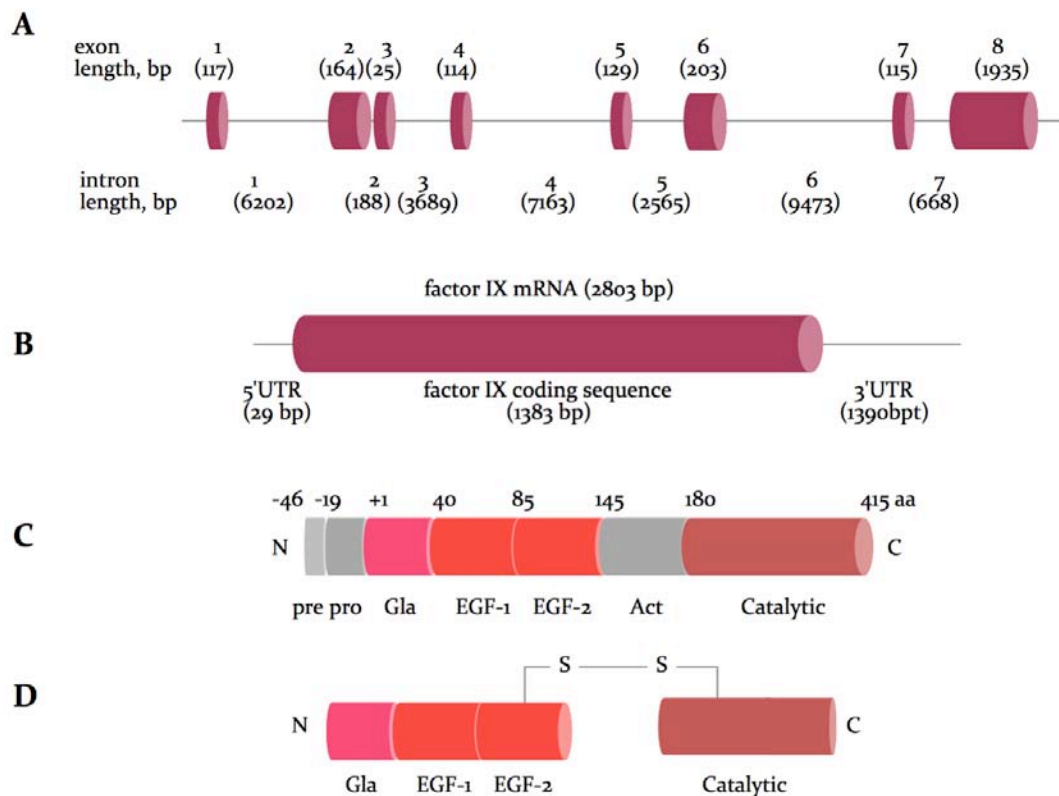 A
exon 1 2 3 4 5 6 7 8
length, bp (117) (164) (25) (114) (129) (203) (115) (1935)
intron 1 2 3 4 5 6 7
length, bp (6202) (188) (3689) (7163) (2565) (9473) (668)
factor IX mRNA (2803 bp)
B
5'UTR factor IX coding sequence 3'UTR
(29 bp) (1383 bp) (1390bpt)
-46 -19 +1 40 85 145 180 415 aa
C
N C
pre pro Gla EGF-1 EGF-2 Act Catalytic
S S
D
N C
Gla EGF-1 EGF-2 Catalytic